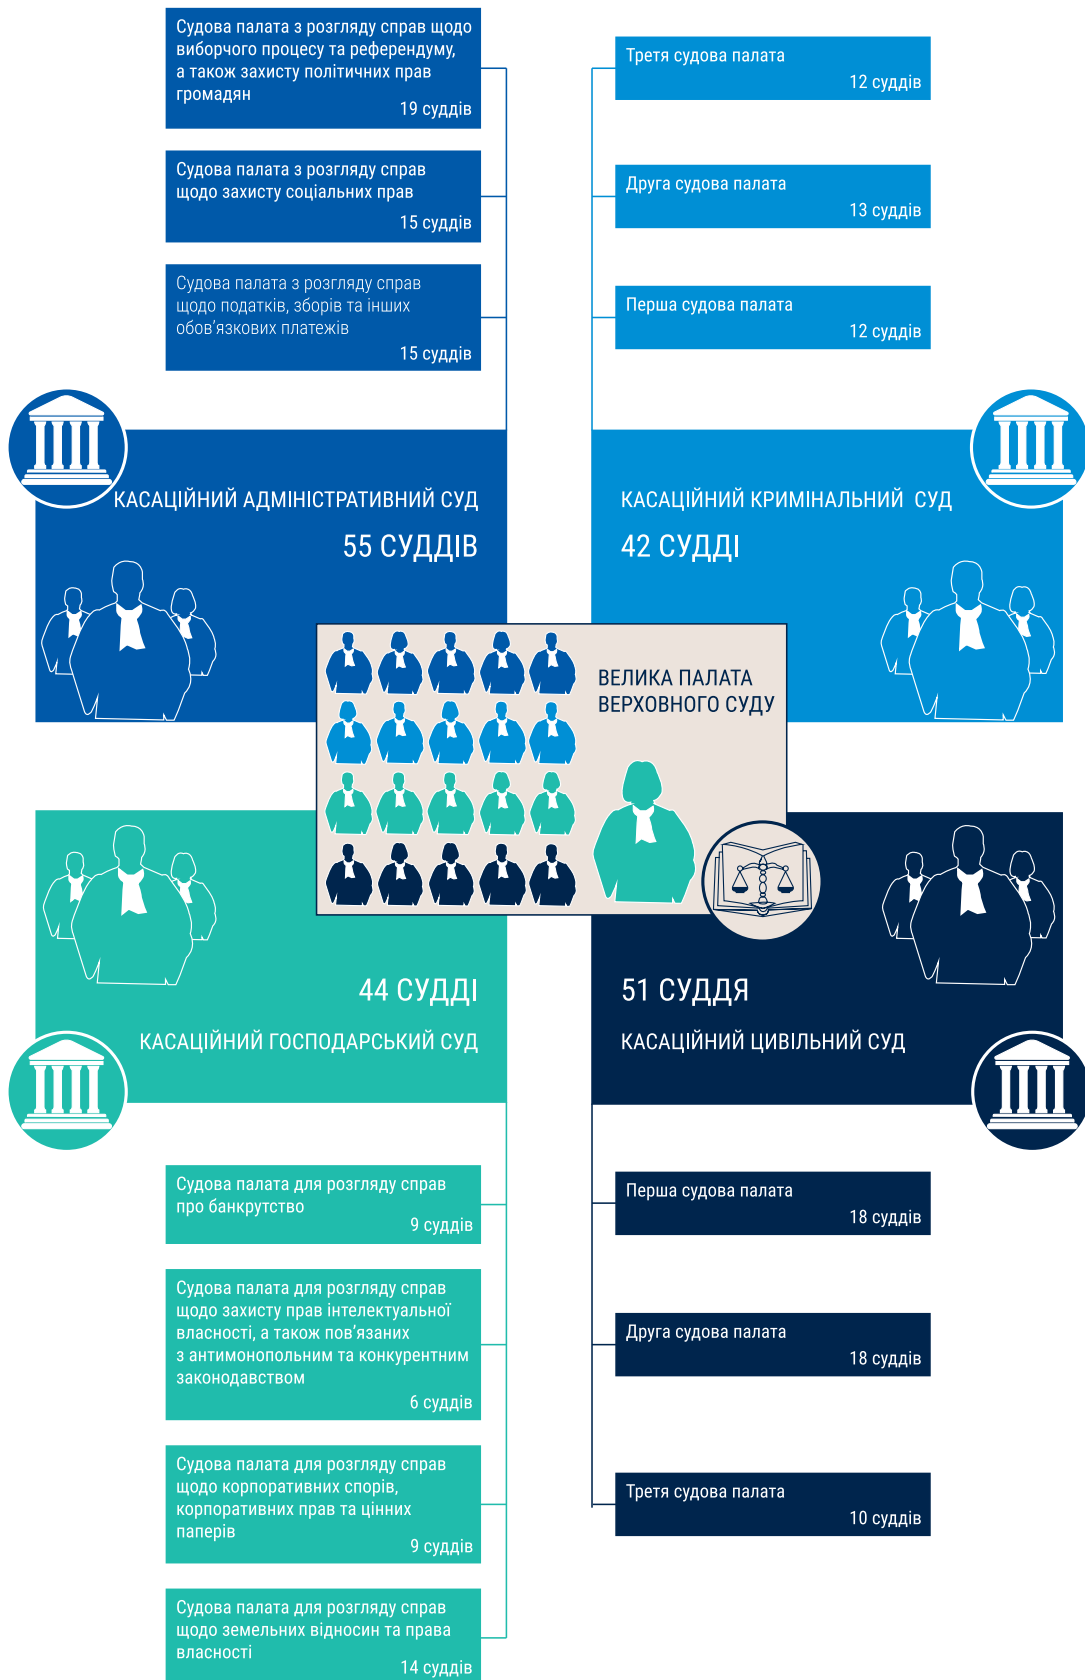 Судова палата з розгляду справ щодо
виборчого процесу та референдуму,
а також захисту політичних прав
громадян
19 суддів
Судова палата з розгляду справ
щодо захисту соціальних прав
15 суддів
Судова палата з розгляду справ
щодо податків, зборів та інших
обов’язкових платежів
15 суддів
КАСАЦІЙНИЙ АДМІНІСТРАТИВНИЙ СУД
55 СУДДІВ
Третя судова палата
12 суддів
Друга судова палата
13 суддів
Перша судова палата
12 суддів
КАСАЦІЙНИЙ КРИМІНАЛЬНИЙ СУД
42 СУДДІ
ВЕЛИКА ПАЛАТА
ВЕРХОВНОГО СУДУ
44 СУДДІ
КАСАЦІЙНИЙ ГОСПОДАРСЬКИЙ СУД
Судова палата для розгляду справ
про банкрутство
9 суддів
Судова палата для розгляду справ
щодо захисту прав інтелектуальної
власності, а також пов’язаних
з антимонопольним та конкурентним
законодавством
6 суддів
Судова палата для розгляду справ
щодо корпоративних спорів,
корпоративних прав та цінних
паперів
9 суддів
Судова палата для розгляду справ
щодо земельних відносин та права
власності
14 суддів
51 СУДДЯ
КАСАЦІЙНИЙ ЦИВІЛЬНИЙ СУД
Перша судова палата
18 суддів
Друга судова палата
18 суддів
Третя судова палата
10 суддів